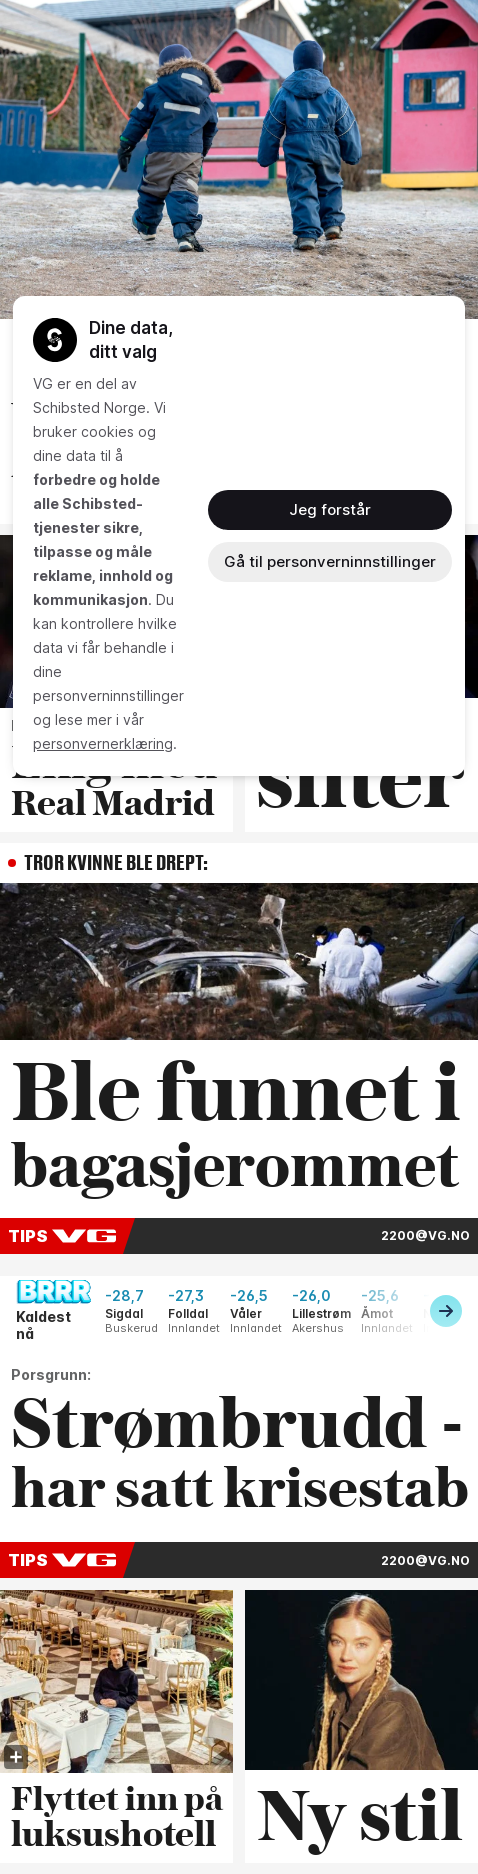 Dine data,
ditt valg
VG er en del av
Schibsted Norge. Vi
bruker cookies og
dine data til å
forbedre og holde
alle Schibsted-
tjenester sikre,
tilpasse og måle
reklame, innhold og
kommunikasjon. Du
kan kontrollere hvilke
data vi får behandle i
dine
personverninnstillinger
og lese mer i vår
personvernerklæring.
Jeg forstår
Gå til personverninnstillinger
Real Madrid
TROR KVINNE BLE DREPT:
Ble funnet i
bagasjerommet
TIPS VG 2200@VG.NO
BRRR
Kaldest
nå
-28,7 -27,3 -26,5 -26,0 -25,6
Sigdal Folldal Våler Lillestrøm Åmot
Buskerud Innlandet Innlandet Akershus Innlandet
Porsgrunn:
Strømbrudd -
har satt krisestab
TIPS VG 2200@VG.NO
Flyttet inn på
luksushotell
Ny stil